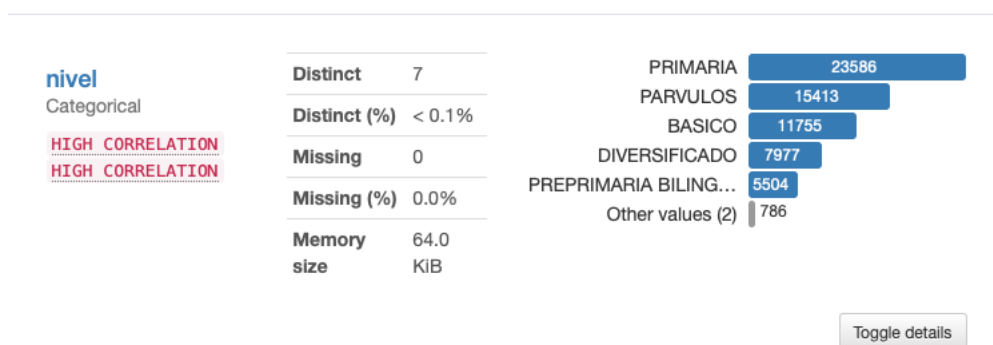 nivel
Categorical
HIGH CORRELATION
HIGH CORRELATION
Distinct 7
Distinct (%) < 0.1%
Missing 0
Missing (%) 0.0%
Memory size 64.0 KiB
PRIMARIA 23586
PARVULOS 15413
BASICO 11755
DIVERSIFICADO 7977
PREPRIMARIA BILING... 5504
Other values (2) 786
Toggle details